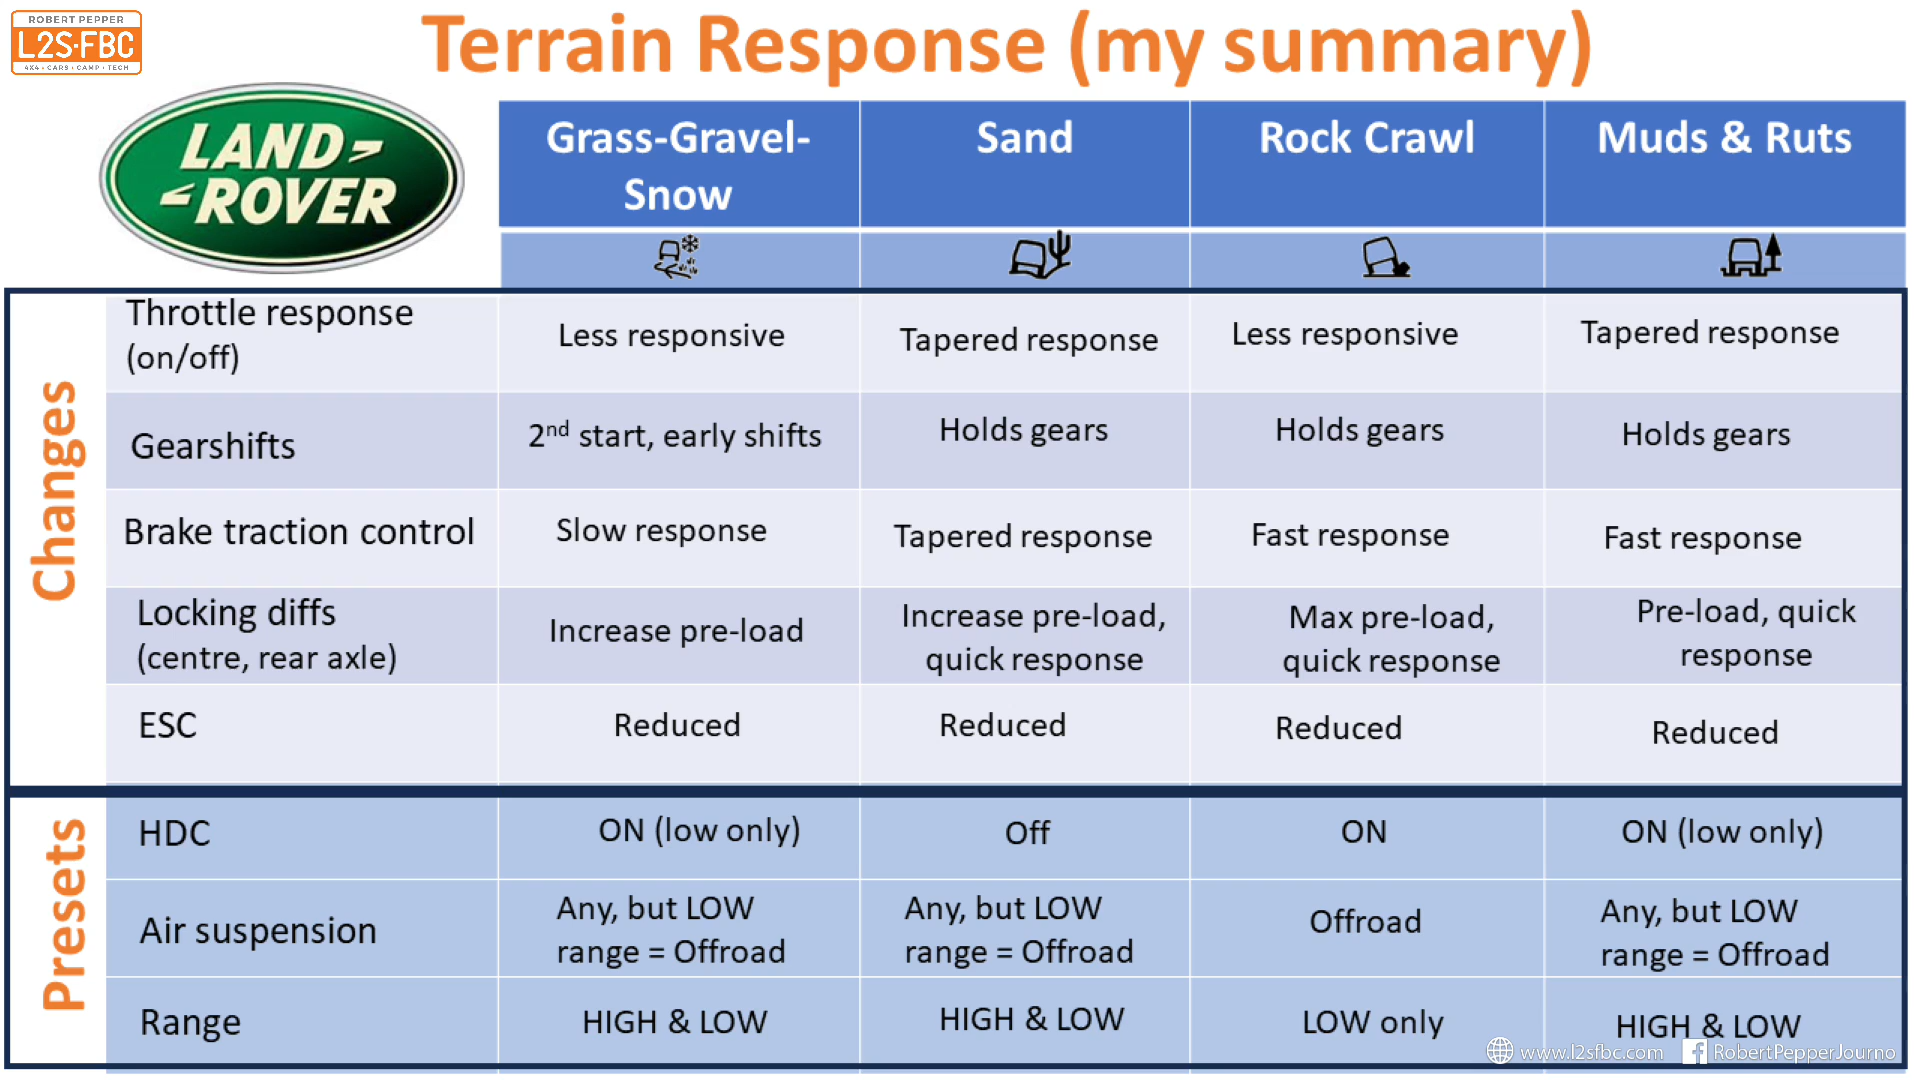 ROBERT PEPPER
L2S·FBC
4X4 • CARS • CAMP • TECH
Terrain Response (my summary)
LAND
ROVER
Grass-Gravel-
Snow
Sand
Rock Crawl
Muds & Ruts
Changes
Throttle response
(on/off)
Less responsive
Tapered response
Less responsive
Tapered response
Gearshifts
2nd start, early shifts
Holds gears
Holds gears
Holds gears
Brake traction control
Slow response
Tapered response
Fast response
Fast response
Locking diffs
(centre, rear axle)
Increase pre-load
Increase pre-load,
quick response
Max pre-load,
quick response
Pre-load, quick
response
ESC
Reduced
Reduced
Reduced
Reduced
Presets
HDC
ON (low only)
Off
ON
ON (low only)
Air suspension
Any, but LOW
range = Offroad
Any, but LOW
range = Offroad
Offroad
Any, but LOW
range = Offroad
Range
HIGH & LOW
HIGH & LOW
LOW only
HIGH & LOW
www.l2sfbc.com
RobertPepperJourno